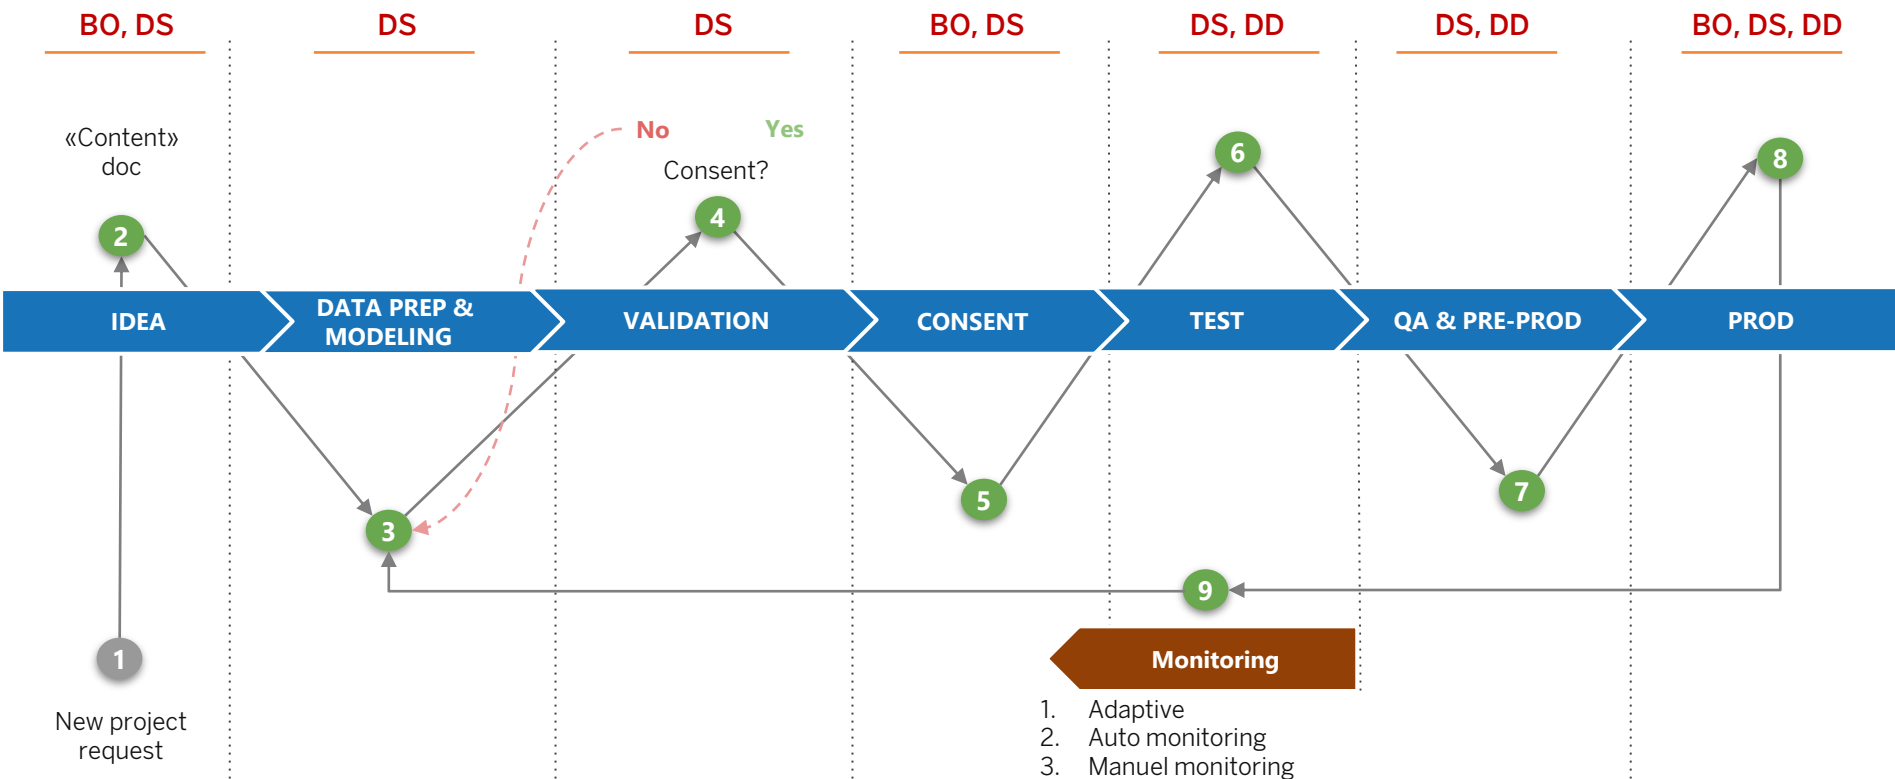 BO, DS
DS
DS
BO, DS
DS, DD
DS, DD
BO, DS, DD
«Content»
doc
No
Yes
Consent?
6
8
4
2
IDEA
DATA PREP &
MODELING
VALIDATION
CONSENT
TEST
QA & PRE-PROD
PROD
3
5
7
9
1
New project
request
Monitoring
1. Adaptive
2. Auto monitoring
3. Manuel monitoring